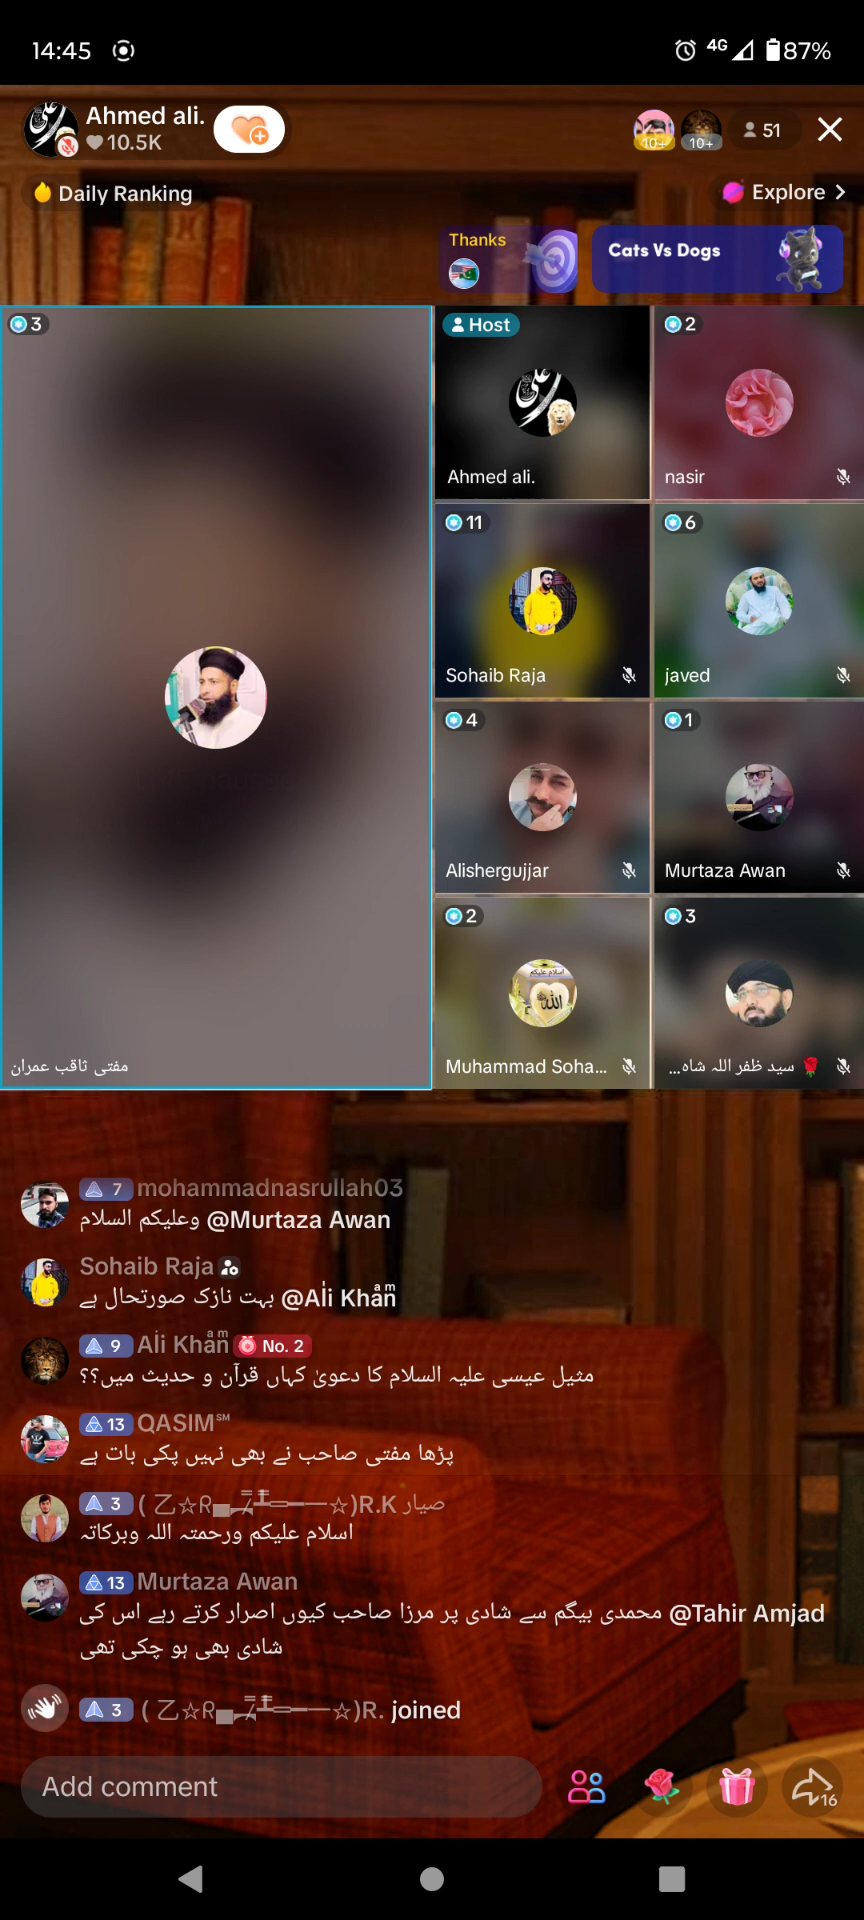 14:45
4G
87%
Ahmed ali.
10.5K
10+
10+
51
Daily Ranking
Explore
Thanks
Cats Vs Dogs
3
Host
2
Ahmed ali.
nasir
11
6
Sohaib Raja
javed
4
1
Alishergujjar
Murtaza Awan
2
3
اسلام علیکم
الله
مفتی ثاقب عمران
Muhammad Soha...
سید ظفر اللہ شاہ...
7 mohammadnasrullah03
وعلیکم السلام @Murtaza Awan
Sohaib Raja
بہت نازک صورتحال ہے @Ali Khan
9 Ali Khan No. 2
مثیل عیسی علیہ السلام کا دعویٰ کہاں قرآن و حدیث میں؟؟
13 QASIM℠
پڑھا مفتی صاحب نے بھی نہیں پکی بات ہے
3 ☆)R.K صیار
اسلام علیکم ورحمتہ اللہ وبرکاتہ
13 Murtaza Awan
محمدی بیگم سے شادی پر مرزا صاحب کیوں اصرار کرتے رہے اس کی @Tahir Amjad
شادی بھی ہو چکی تھی
3 ☆)R. joined
Add comment
16